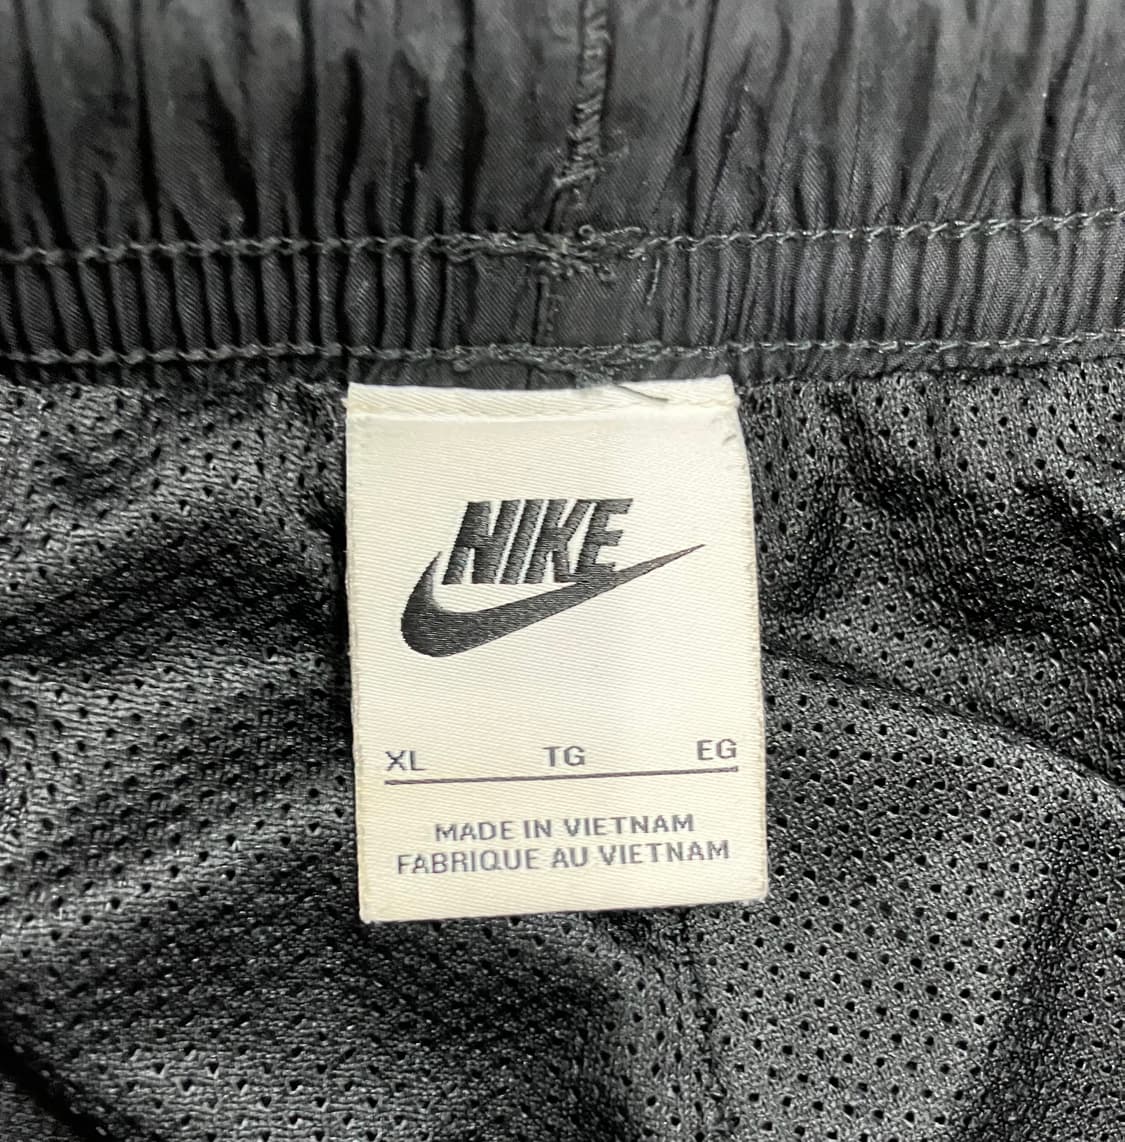 NIKE
XL TG EG
MADE IN VIETNAM
FABRIQUE AU VIETNAM